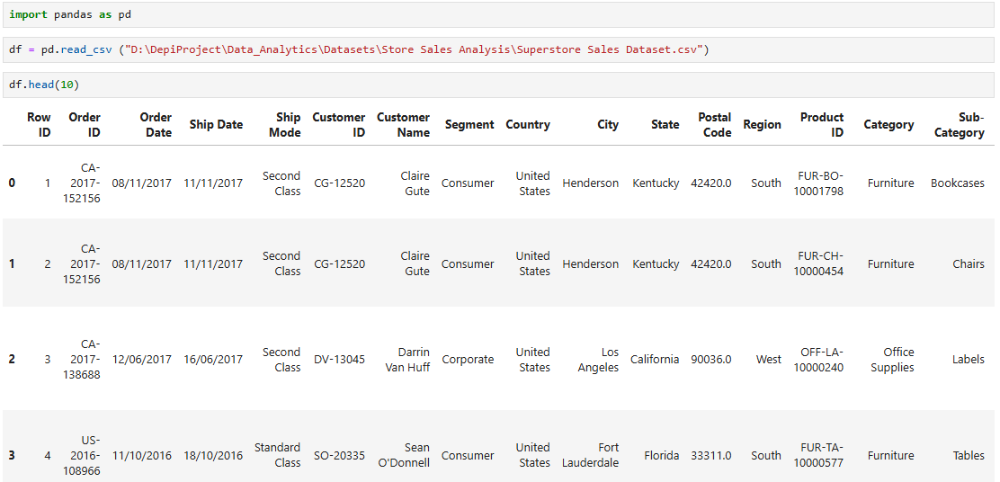 import pandas as pd
df = pd.read_csv ("D:\DepiProject\Data_Analytics\Datasets\Store Sales Analysis\Superstore Sales Dataset.csv")
df.head(10)
Row ID Order ID Order Date Ship Date Ship Mode Customer ID Customer Name Segment Country City State Postal Code Region Product ID Category Sub-Category
0 1 CA-2017-152156 08/11/2017 11/11/2017 Second Class CG-12520 Claire Gute Consumer United States Henderson Kentucky 42420.0 South FUR-BO-10001798 Furniture Bookcases
1 2 CA-2017-152156 08/11/2017 11/11/2017 Second Class CG-12520 Claire Gute Consumer United States Henderson Kentucky 42420.0 South FUR-CH-10000454 Furniture Chairs
2 3 CA-2017-138688 12/06/2017 16/06/2017 Second Class DV-13045 Darrin Van Huff Corporate United States Los Angeles California 90036.0 West OFF-LA-10000240 Office Supplies Labels
3 4 US-2016-108966 11/10/2016 18/10/2016 Standard Class SO-20335 Sean O'Donnell Consumer United States Fort Lauderdale Florida 33311.0 South FUR-TA-10000577 Furniture Tables